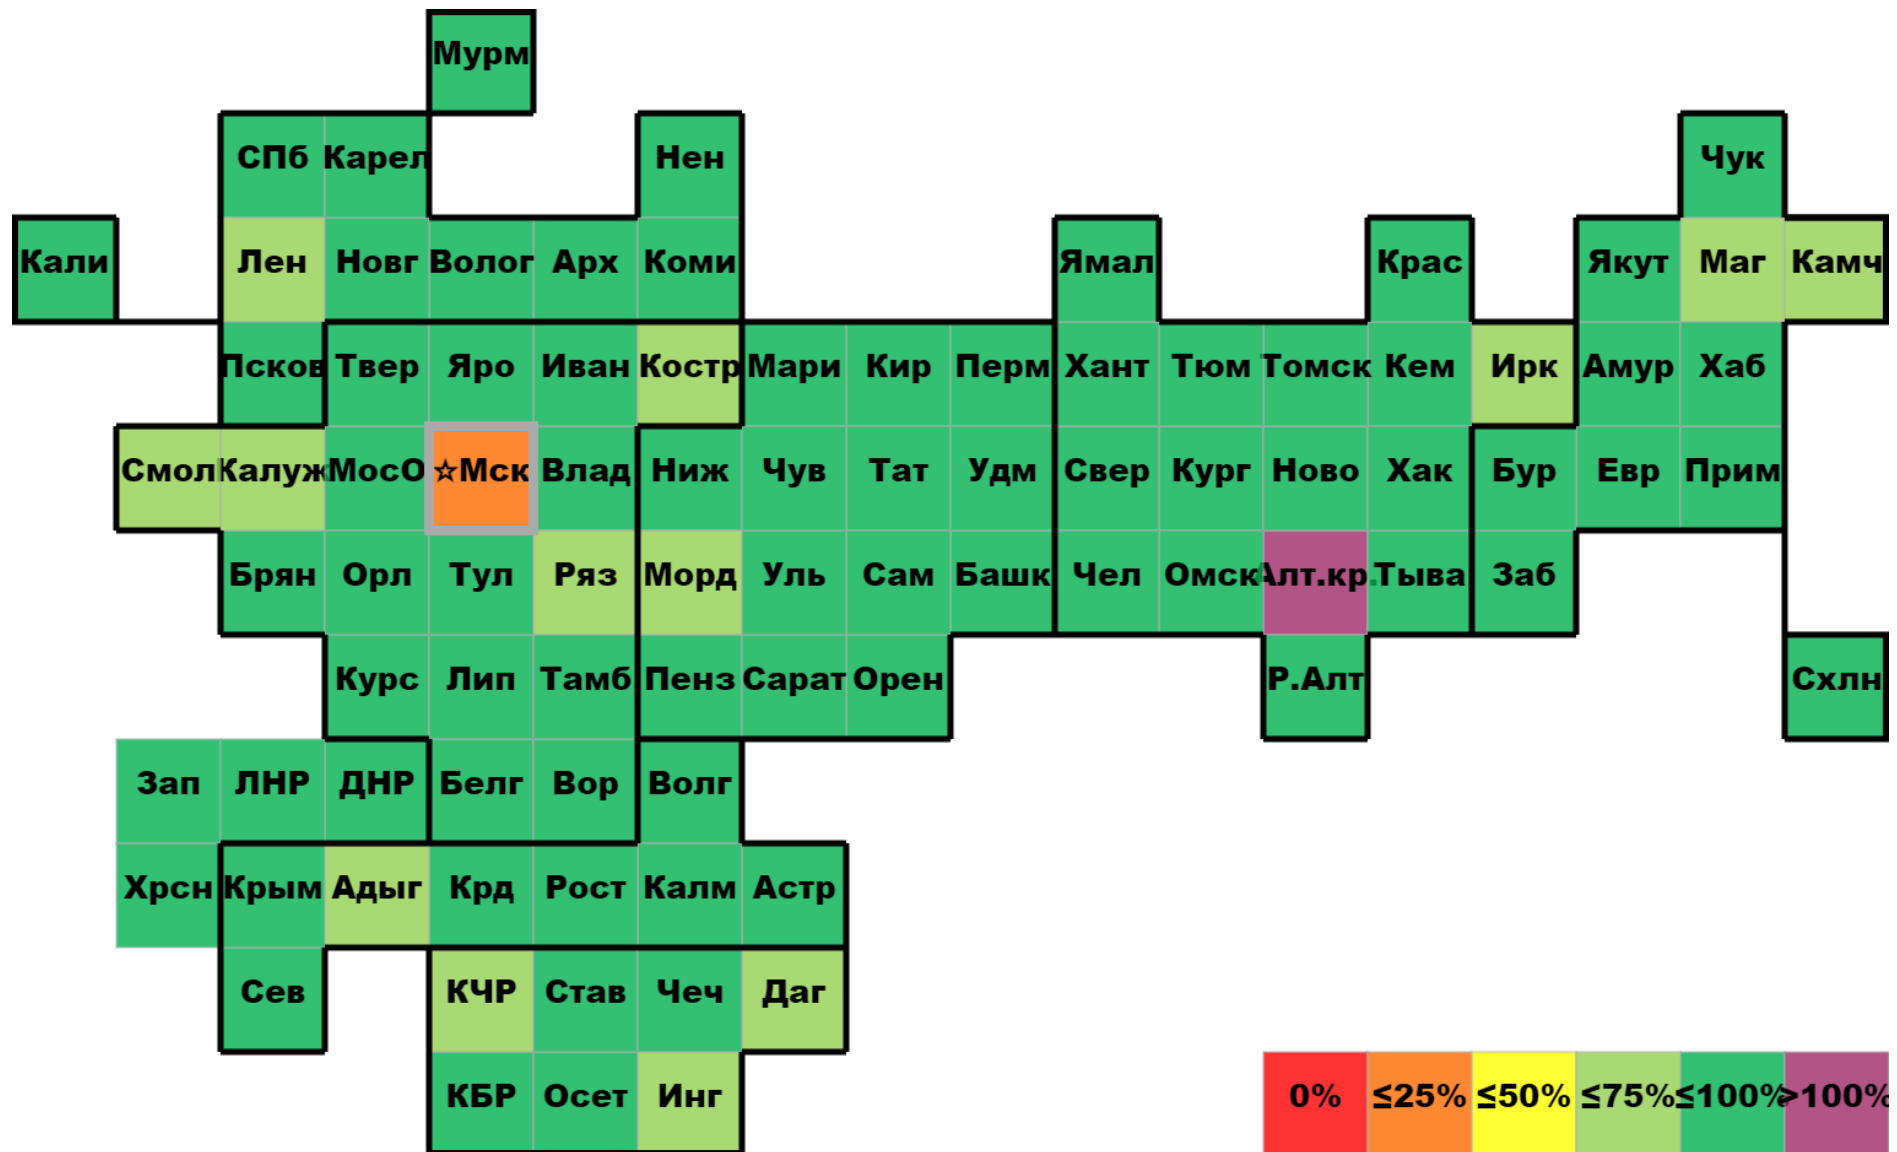 Мурм
СПб Карел Нен Чук
Кали Лен Новг Волог Арх Коми Ямал Крас Якут Маг Камч
Псков Твер Яро Иван Костр Мари Кир Перм Хант Тюм Томск Кем Ирк Амур Хаб
Смол Калуж МосО ☆Мск Влад Ниж Чув Тат Удм Свер Кург Ново Хак Бур Евр Прим
Брян Орл Тул Ряз Морд Уль Сам Башк Чел Омск Алт.кр. Тыва Заб
Курс Лип Тамб Пенз Сарат Орен Р.Алт Схлн
Зап ЛНР ДНР Белг Вор Волг
Хрсн Крым Адыг Крд Рост Калм Астр
Сев КЧР Став Чеч Даг
КБР Осет Инг 0% ≤25% ≤50% ≤75% ≤100% >100%